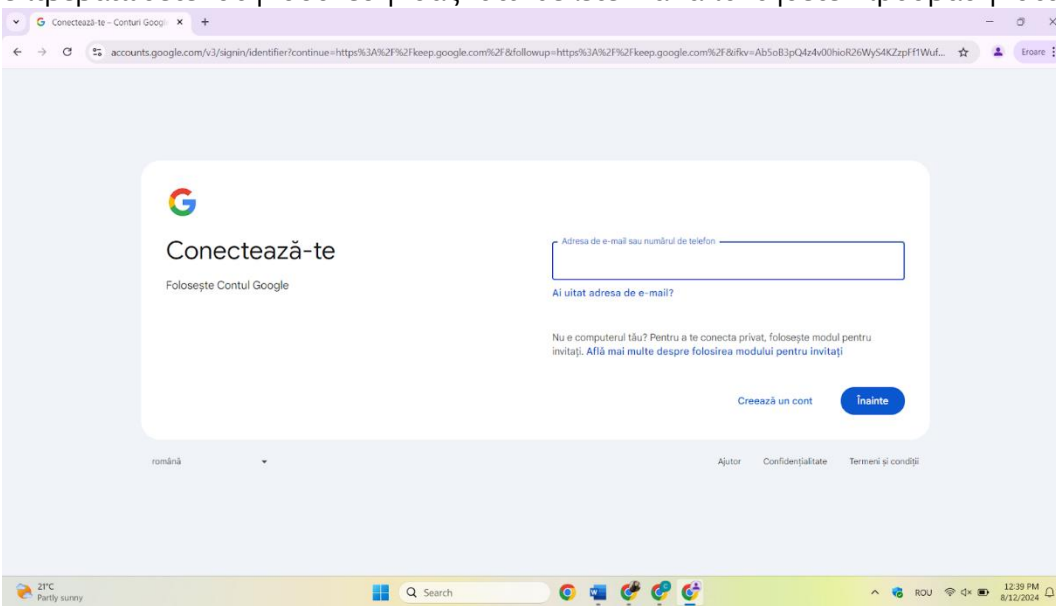 Conectează-te – Conturi Googl
accounts.google.com/v3/signin/identifier?continue=https%3A%2F%2Fkeep.google.com%2F&followup=https%3A%2F%2Fkeep.google.com%2F&ifkv=Ab5oB3pQ4z4v00hioR26WyS4KZzpFf1Wuf...
Eroare
Conectează-te
Folosește Contul Google
Adresa de e-mail sau numărul de telefon
Ai uitat adresa de e-mail?
Nu e computerul tău? Pentru a te conecta privat, folosește modul pentru
invitați. Află mai multe despre folosirea modului pentru invitați
Creează un cont
Înainte
română
Ajutor Confidențialitate Termeni și condiții
21°C
Partly sunny
Search
ROU
12:39 PM
8/12/2024